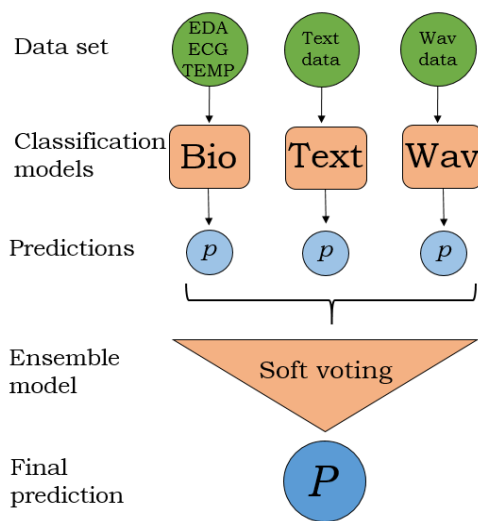 Data set
EDA
ECG
TEMP
Text
data
Wav
data
Classification
models
Bio
Text
Wav
Predictions
p
p
p
Ensemble
model
Soft voting
Final
prediction
P